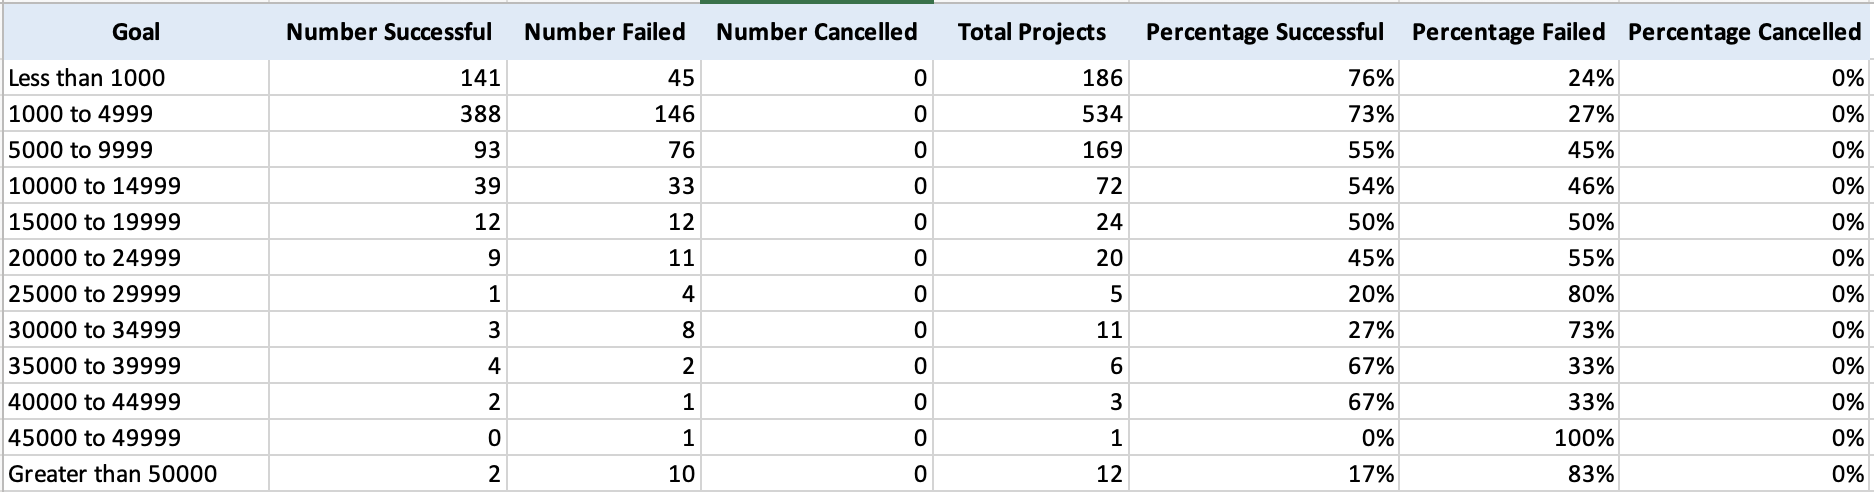 Goal Number Successful Number Failed Number Cancelled Total Projects Percentage Successful Percentage Failed Percentage Cancelled
Less than 1000 141 45 0 186 76% 24% 0%
1000 to 4999 388 146 0 534 73% 27% 0%
5000 to 9999 93 76 0 169 55% 45% 0%
10000 to 14999 39 33 0 72 54% 46% 0%
15000 to 19999 12 12 0 24 50% 50% 0%
20000 to 24999 9 11 0 20 45% 55% 0%
25000 to 29999 1 4 0 5 20% 80% 0%
30000 to 34999 3 8 0 11 27% 73% 0%
35000 to 39999 4 2 0 6 67% 33% 0%
40000 to 44999 2 1 0 3 67% 33% 0%
45000 to 49999 0 1 0 1 0% 100% 0%
Greater than 50000 2 10 0 12 17% 83% 0%